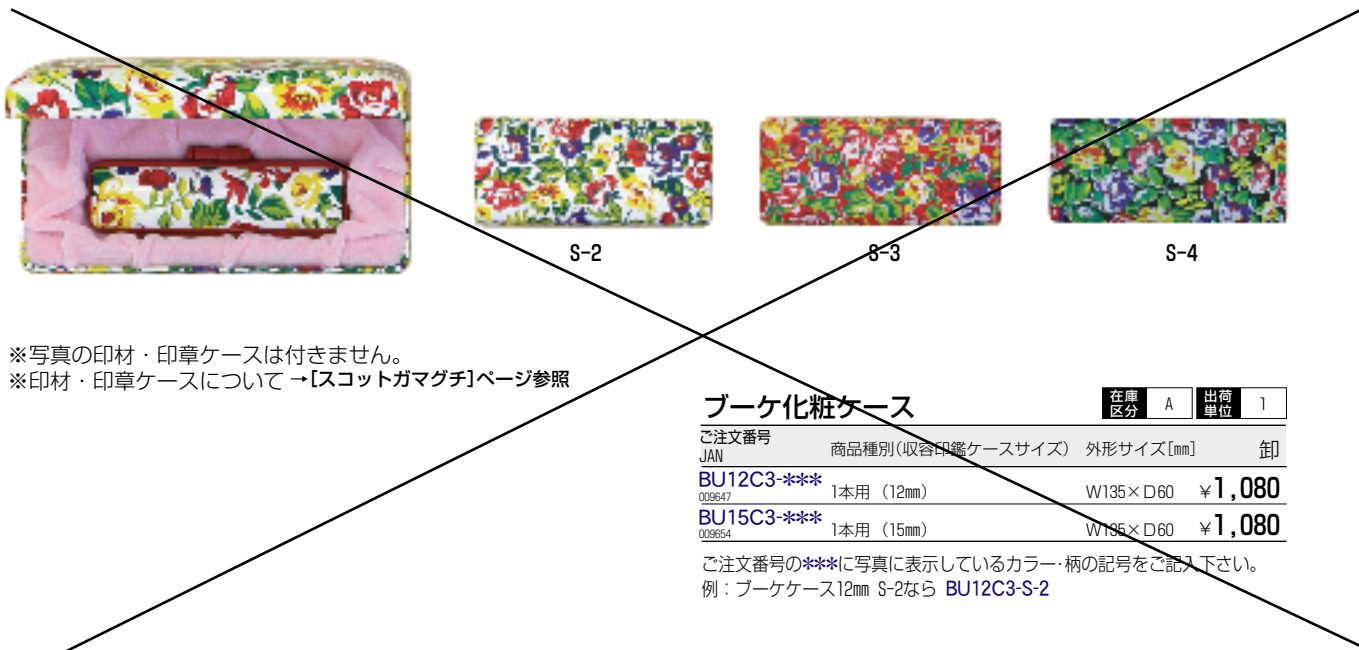 S-2
S-3
S-4
※写真の印材・印章ケースは付きません。
※印材・印章ケースについて→[スコットガマグチ]ページ参照
ブーケ化粧ケース 在庫区分 A 出荷単位 1
ご注文番号
JAN 商品種別(収容印鑑ケースサイズ) 外形サイズ[mm] 卸
BU12C3-***
009647 1本用 (12mm) W135×D60 ¥1,080
BU15C3-***
009654 1本用 (15mm) W135×D60 ¥1,080
ご注文番号の***に写真に表示しているカラー・柄の記号をご記入下さい。
例：ブーケケース12mm S-2なら BU12C3-S-2